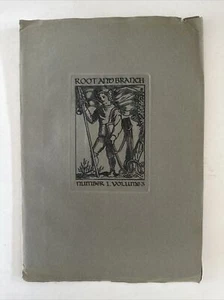 ROOT AND BRANCH
NUMBER 1. VOLUME 3